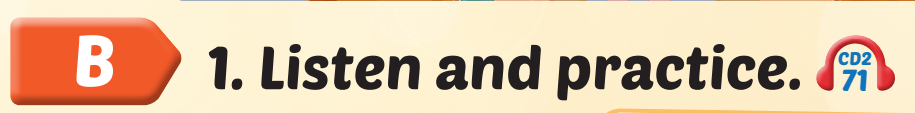 B 1. Listen and practice. CD2
71